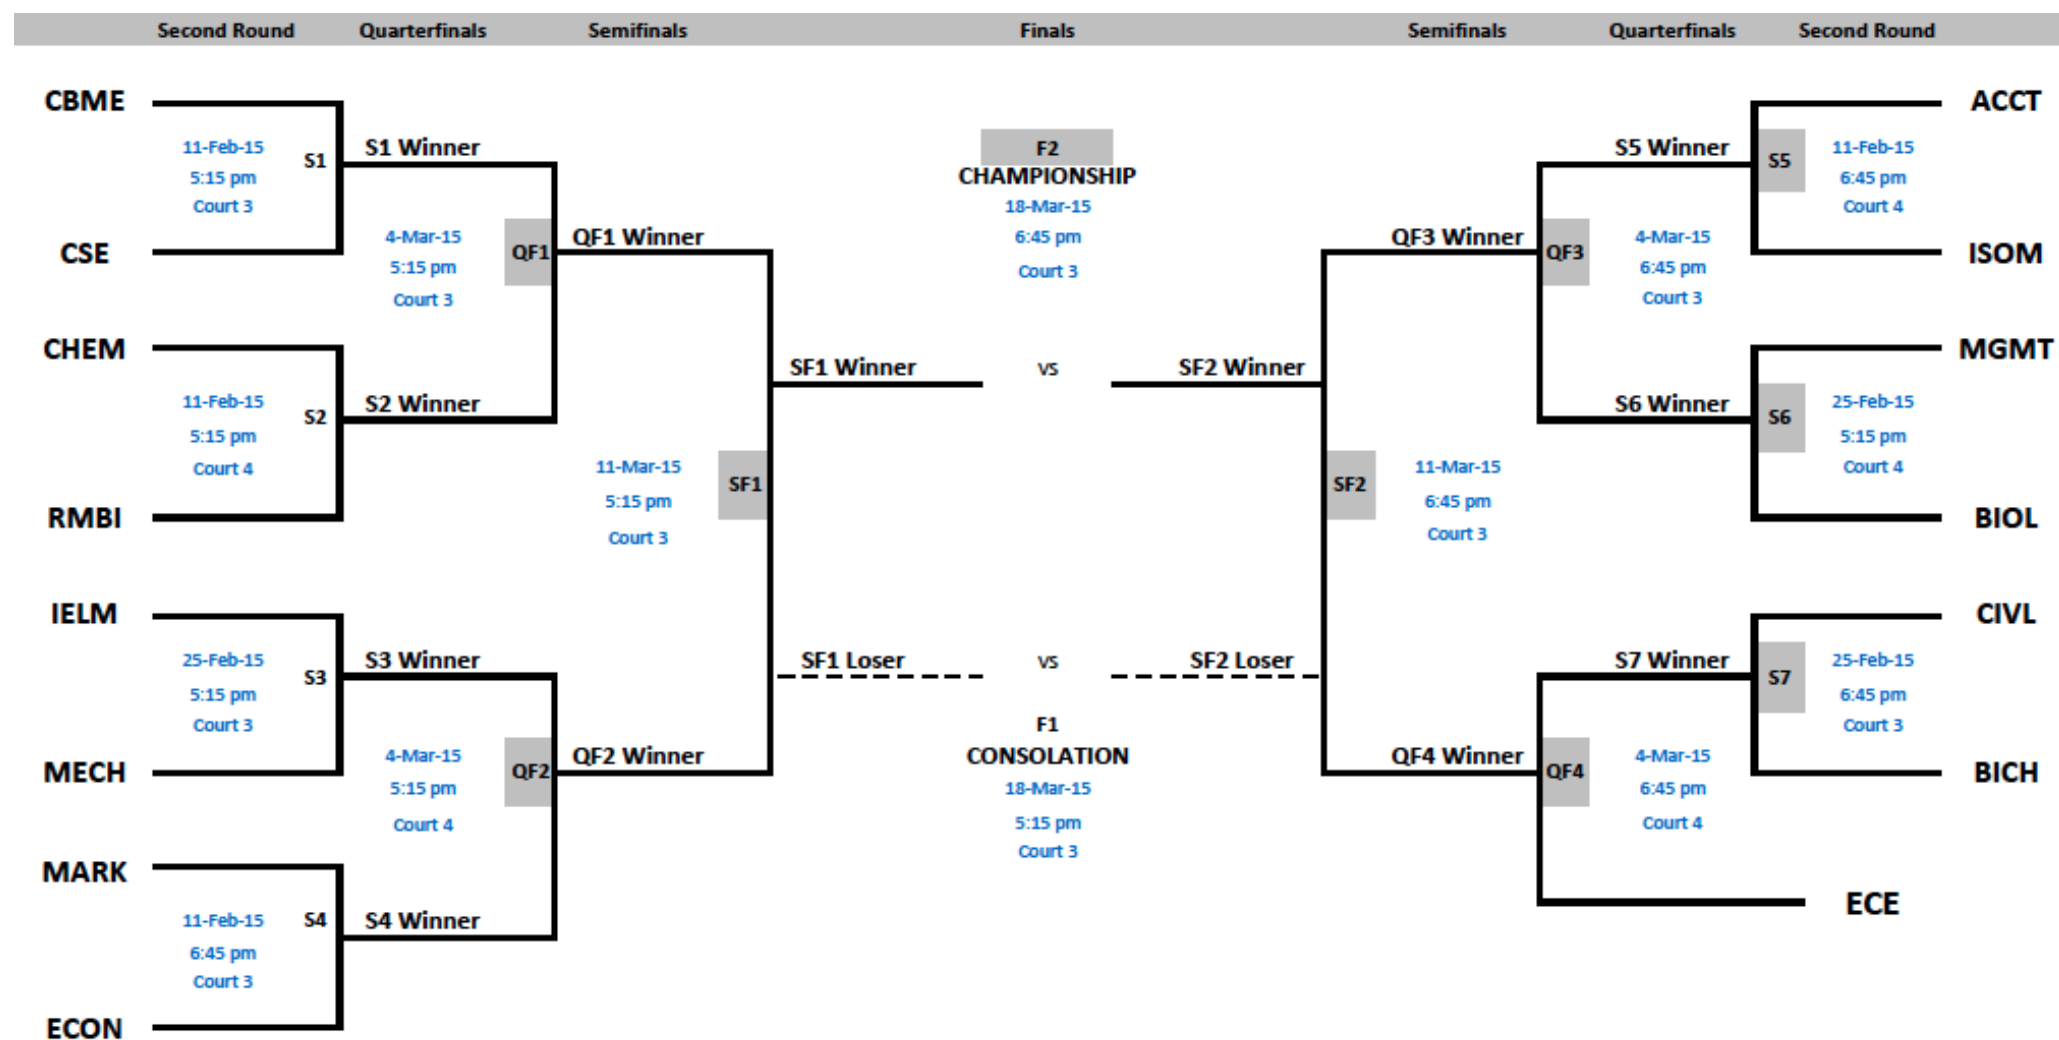 Second Round Quarterfinals Semifinals Finals Semifinals Quarterfinals Second Round
CBME
11-Feb-15
5:15 pm
Court 3
S1
CSE
S1 Winner
4-Mar-15
5:15 pm
Court 3
QF1
QF1 Winner
CHEM
11-Feb-15
5:15 pm
Court 4
S2
RMBI
S2 Winner
11-Mar-15
5:15 pm
Court 3
SF1
IELM
25-Feb-15
5:15 pm
Court 3
S3
MECH
S3 Winner
4-Mar-15
5:15 pm
Court 4
QF2
QF2 Winner
MARK
11-Feb-15
6:45 pm
Court 3
S4
ECON
S4 Winner
F2
CHAMPIONSHIP
18-Mar-15
6:45 pm
Court 3
SF1 Winner vs SF2 Winner
SF1 Loser vs SF2 Loser
F1
CONSOLATION
18-Mar-15
5:15 pm
Court 3
ACCT
S5
11-Feb-15
6:45 pm
Court 4
ISOM
S5 Winner
QF3 Winner
QF3
4-Mar-15
6:45 pm
Court 3
MGMT
S6
25-Feb-15
5:15 pm
Court 4
BIOL
S6 Winner
SF2
11-Mar-15
6:45 pm
Court 3
CIVL
S7
25-Feb-15
6:45 pm
Court 3
BICH
S7 Winner
QF4 Winner
QF4
4-Mar-15
6:45 pm
Court 4
ECE